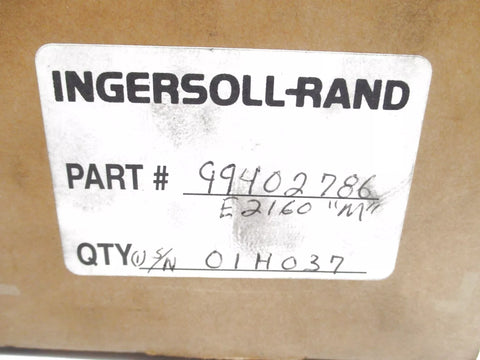 INGERSOLL-RAND
PART # 99402786
E2160 "M"
QTY (1) S/N 01H037